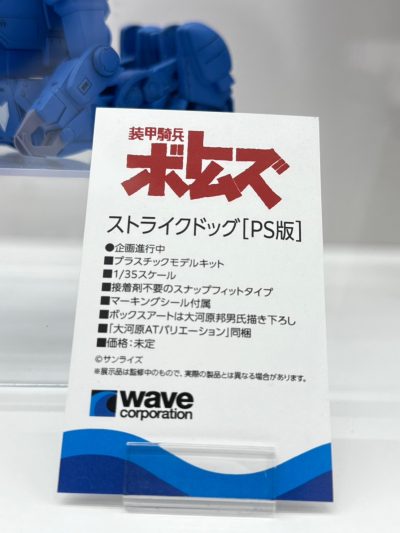 装甲騎兵
ボトムズ
ストライクドッグ[PS版]
●企画進行中
■プラスチックモデルキット
■1/35スケール
■接着剤不要のスナップフィットタイプ
■マーキングシール付属
■ボックスアートは大河原邦男氏描き下ろし
■「大河原ATバリエーション」同梱
■価格：未定
©サンライズ
※展示品は監修中のもので、実際の製品とは異なる場合があります。
wave
corporation